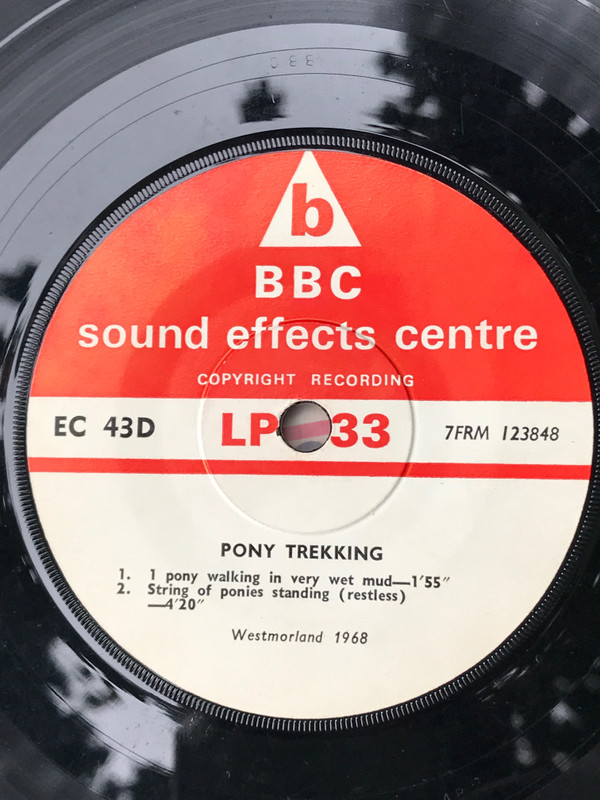 b
BBC
sound effects centre
COPYRIGHT RECORDING
EC 43D LP 33 7FRM 123848
PONY TREKKING
1. 1 pony walking in very wet mud—1′55″
2. String of ponies standing (restless)
—4′20″
Westmorland 1968